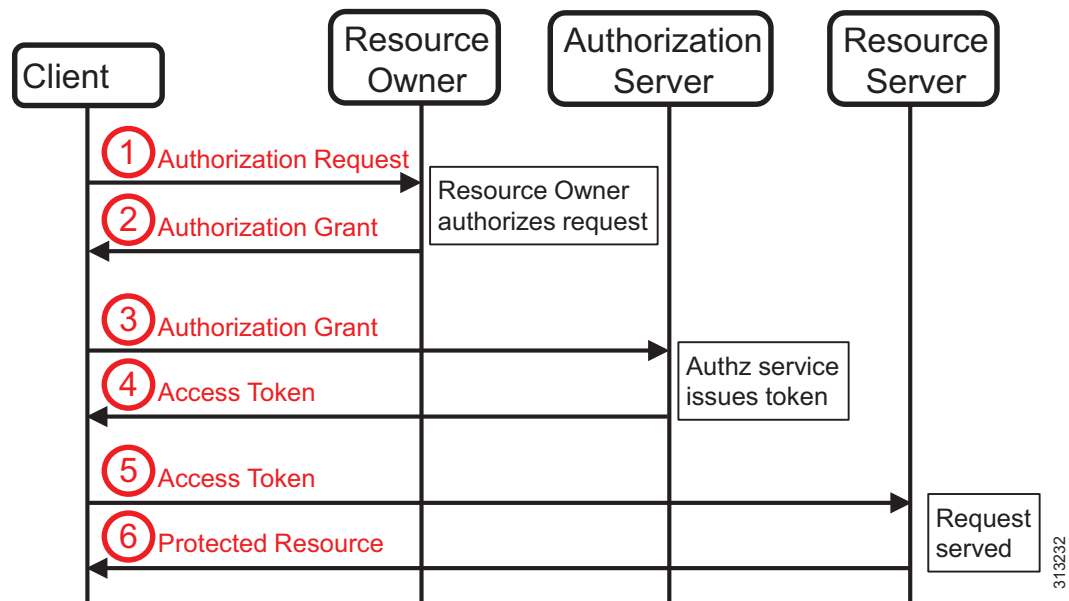 Client
Resource
Owner
Authorization
Server
Resource
Server
1 Authorization Request
Resource Owner
authorizes request
2 Authorization Grant
3 Authorization Grant
Authz service
issues token
4 Access Token
5 Access Token
Request
served
6 Protected Resource
313232